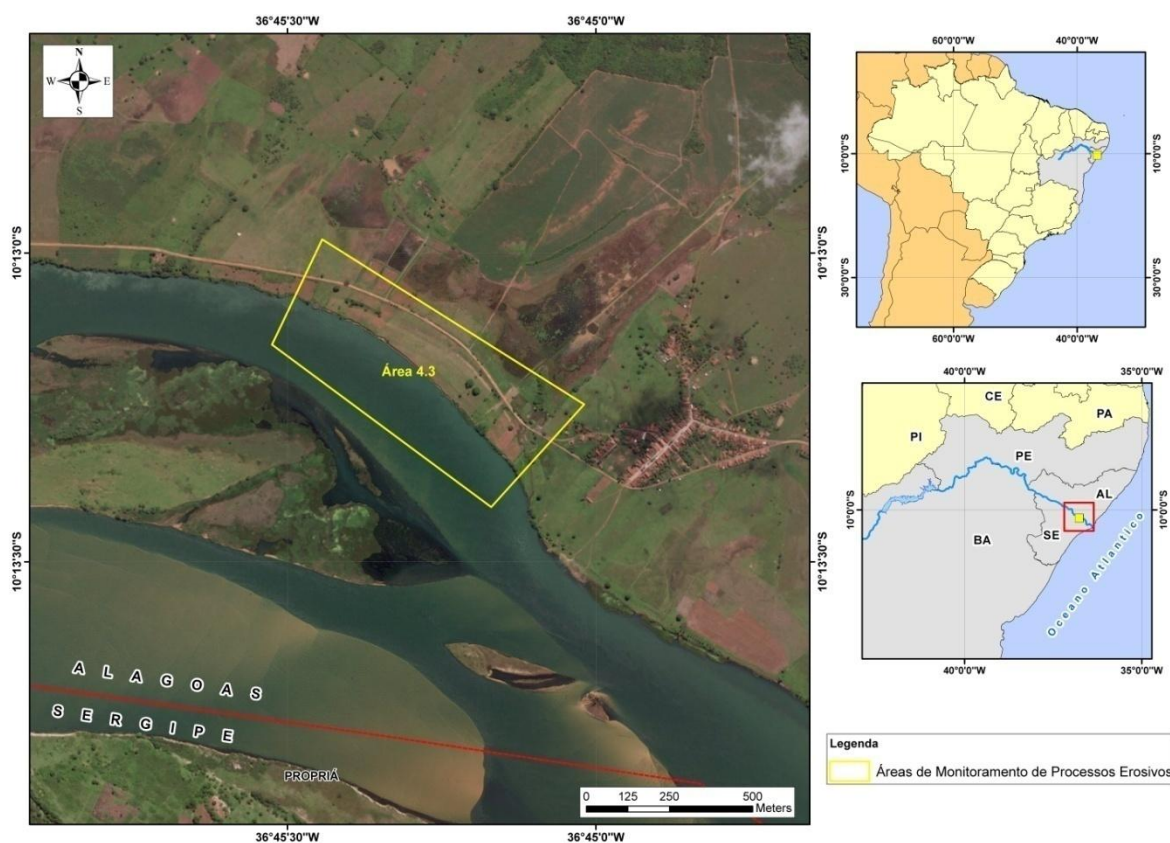 36°45'30"W
36°45'0"W
N
W
E
S
10°13'0"S
10°13'0"S
Área 4.3
10°13'30"S
10°13'30"S
ALAGOAS
SERGIPE
PROPRIÁ
0 125 250 500
Meters
36°45'30"W
36°45'0"W
60°0'0"W
40°0'0"W
10°0'0"S
10°0'0"S
30°0'0"S
30°0'0"S
60°0'0"W
40°0'0"W
40°0'0"W
35°0'0"W
CE
PA
PI
PE
AL
10°0'0"S
10°0'0"S
SE
BA
Oceano Atlantico
40°0'0"W
35°0'0"W
Legenda
Áreas de Monitoramento de Processos Erosivos